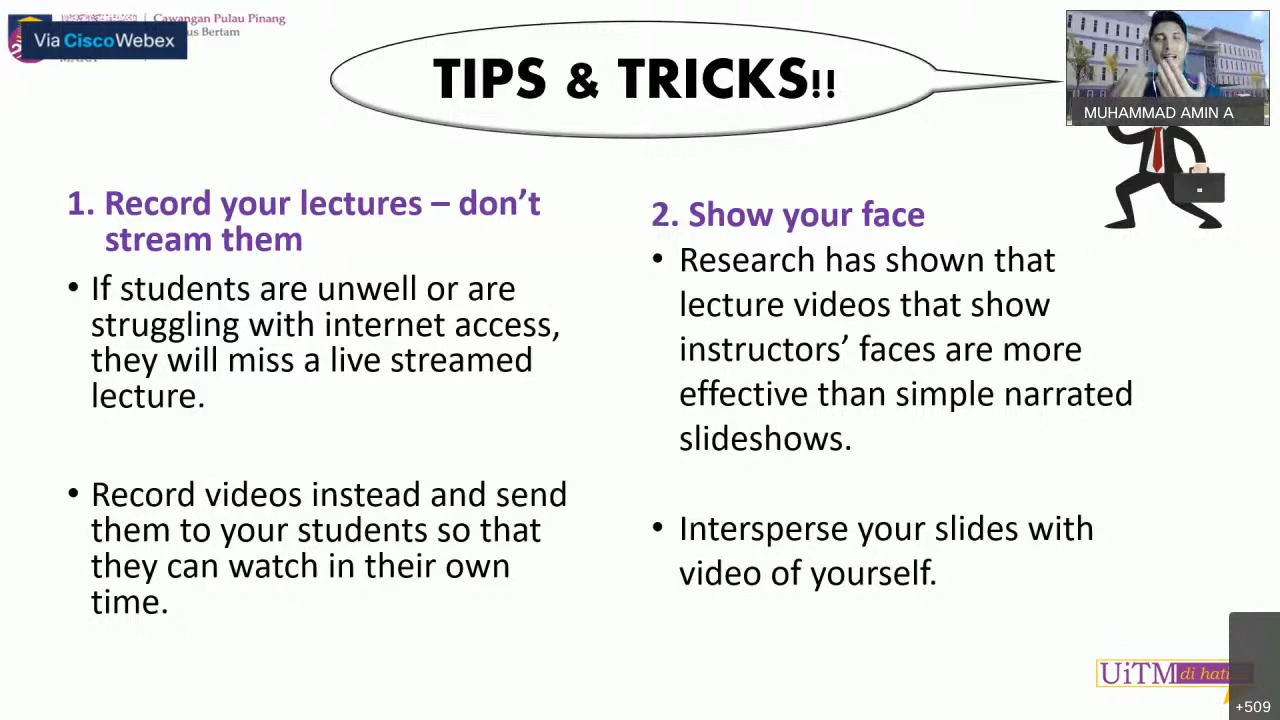 Cawangan Pulau Pinang
us Bertam
Via CiscoWebex
TIPS & TRICKS!!
MUHAMMAD AMIN A
1. Record your lectures – don’t
stream them
• If students are unwell or are
struggling with internet access,
they will miss a live streamed
lecture.
• Record videos instead and send
them to your students so that
they can watch in their own
time.
2. Show your face
• Research has shown that
lecture videos that show
instructors’ faces are more
effective than simple narrated
slideshows.
• Intersperse your slides with
video of yourself.
UiTM di hati
+509